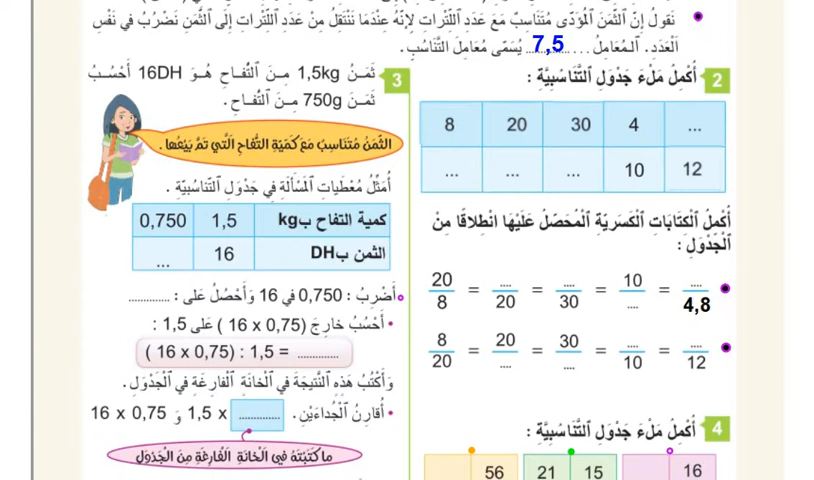 نَقولُ إِنَّ الثَّمَنَ الْمُؤَدّى مُتَناسِبٌ مَعَ عَدَدِ اللِّتْراتِ لِأَنَّهُ عِنْدَما نَنْتَقِلُ مِنْ عَدَدِ اللِّتْراتِ إِلَى الثَّمَنِ نَضْرُبُ في نَفْسِ
الْعَدَدِ. الْمُعامِلُ .... 7,5 .... يُسَمّى مُعامِلَ التَّناسُبِ.
2 أُكْمِلُ مَلْءَ جَدْوَلِ التَّناسُبِيَّةِ :
8 20 30 4 ...
... ... ... 10 12
أُكْمِلُ الْكِتاباتِ الْكَسْرِيَّةِ الْمُحَصَّلُ عَلَيْها انْطِلاقًا مِنَ
الْجَدْوَلِ :
20/8 = ..../20 = ..../30 = 10/.... = ..../4,8
8/20 = 20/.... = 30/.... = ..../10 = ..../12
4 أُكْمِلُ مَلْءَ جَدْوَلِ التَّناسُبِيَّةِ :
56 21 15 16
3 ثَمَنُ 1,5kg مِنَ التُّفاحِ هُوَ 16DH أَحْسُبُ
ثَمَنَ 750g مِنَ التُّفاحِ.
الثَّمَنُ مُتَناسِبٌ مَعَ كَمِّيَةِ التُّفَّاحِ الَّتي تَمَّ بَيْعُها.
أُمَثِّلُ مُعْطَياتِ الْمَسْأَلَةِ في جَدْوَلِ التَّناسُبِيَّةِ .
كمية التفاح بkg 1,5 0,750
الثمن بDH 16 ...
أَضْرِبُ : 0,750 في 16 وَأَحْصُلُ عَلى : .............
• أَحْسُبُ خارِجَ (16 x 0,75 ) عَلى 1,5 :
( 16 x 0,75) : 1,5 = .............
وَأَكْتُبُ هَذِهِ النَّتيجَةَ في الْخانَةِ الْفارِغَةِ في الْجَدْوَلِ.
• أُقارِنُ الْجُداءَيْنِ. ............. 1,5 x وَ 16 x 0,75
ما كَتَبْتَهُ في الْخانَةِ الْفارِغَةِ مِنَ الْجَدْوَلِ